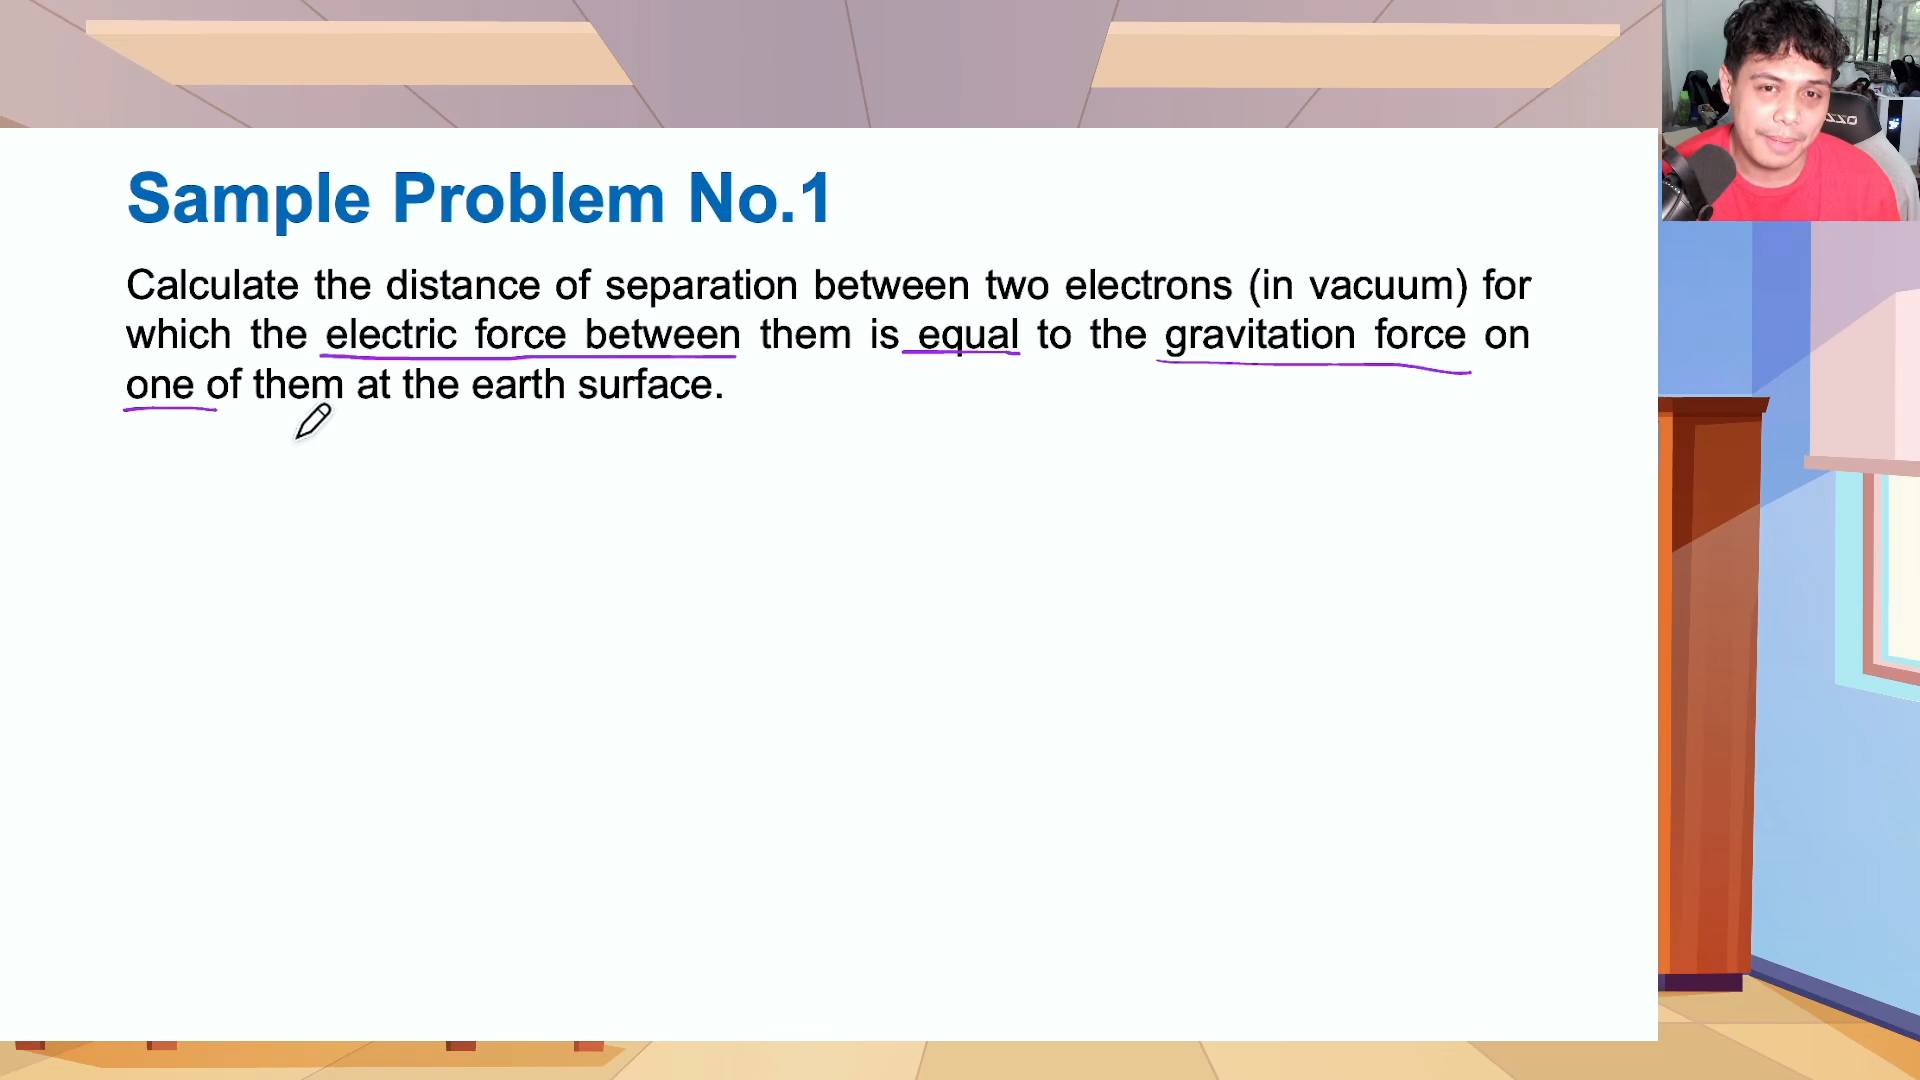 Sample Problem No.1
Calculate the distance of separation between two electrons (in vacuum) for
which the electric force between them is equal to the gravitation force on
one of them at the earth surface.